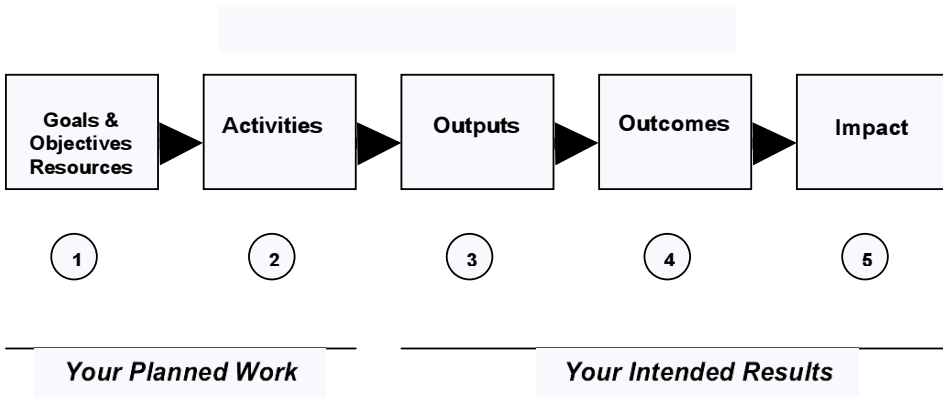 Goals &
Objectives
Resources
Activities
Outputs
Outcomes
Impact
1
2
3
4
5
Your Planned Work
Your Intended Results